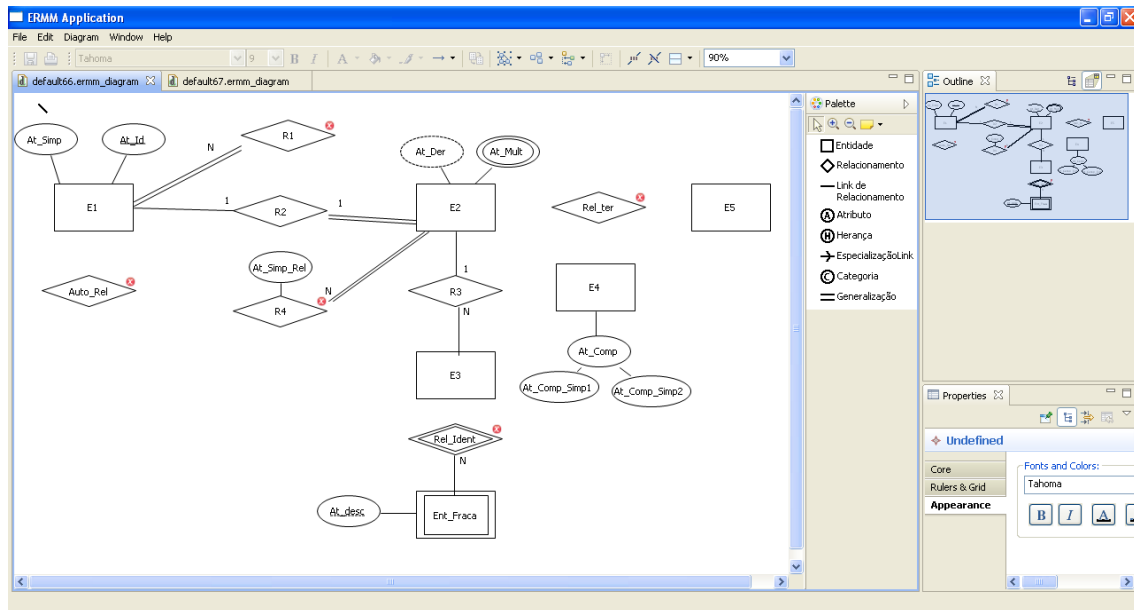 ERMM Application
File Edit Diagram Window Help
Tahoma 9 B I A 90%
default66.ermm_diagram default67.ermm_diagram
At_Simp
At_Id
N
R1
E1
1
R2
1
At_Der
At_Mult
E2
Rel_ter
E5
Auto_Rel
At_Simp_Rel
R4
N
1
R3
N
E4
At_Comp
At_Comp_Simp1
At_Comp_Simp2
E3
Rel_Ident
N
At_desc
Ent_Fraca
Palette
Entidade
Relacionamento
Link de
Relacionamento
A Atributo
H Herança
EspecializaçãoLink
C Categoria
Generalização
Outline
Properties
Undefined
Core
Rulers & Grid
Appearance
Fonts and Colors:
Tahoma
B I A